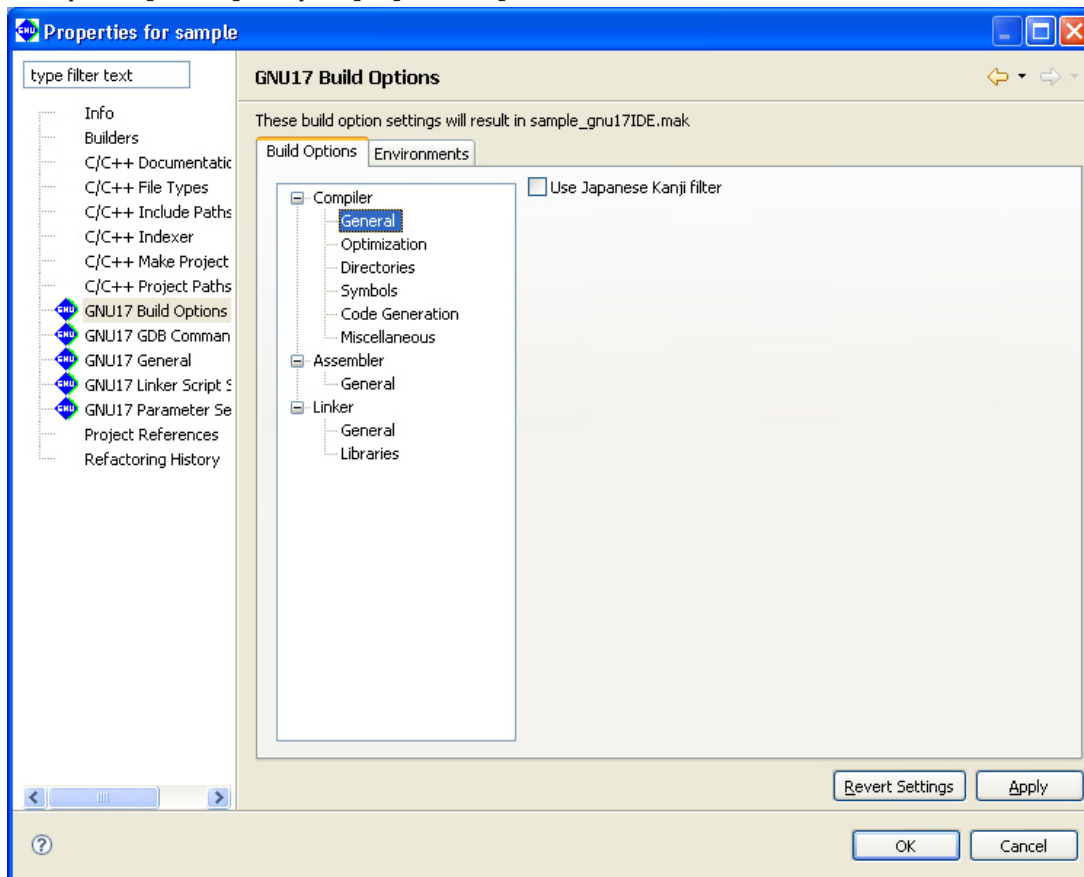 Properties for sample
type filter text
Info
Builders
C/C++ Documentatic
C/C++ File Types
C/C++ Include Paths
C/C++ Indexer
C/C++ Make Project
C/C++ Project Paths
GNU17 Build Options
GNU17 GDB Comman
GNU17 General
GNU17 Linker Script S
GNU17 Parameter Se
Project References
Refactoring History
GNU17 Build Options
These build option settings will result in sample_gnu17IDE.mak
Build Options Environments
Compiler
General
Optimization
Directories
Symbols
Code Generation
Miscellaneous
Assembler
General
Linker
General
Libraries
Use Japanese Kanji filter
Revert Settings Apply
OK Cancel